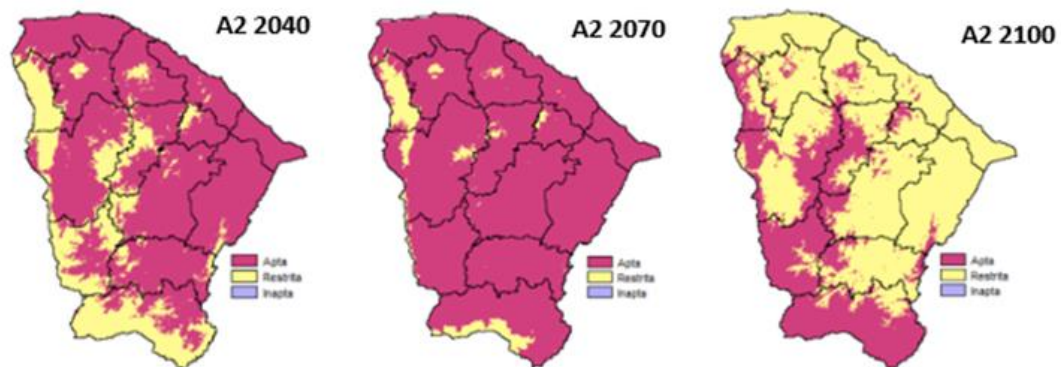 A2 2040
A2 2070
A2 2100
Apta
Restrita
Inapta
Apta
Restrita
Inapta
Apta
Restrita
Inapta